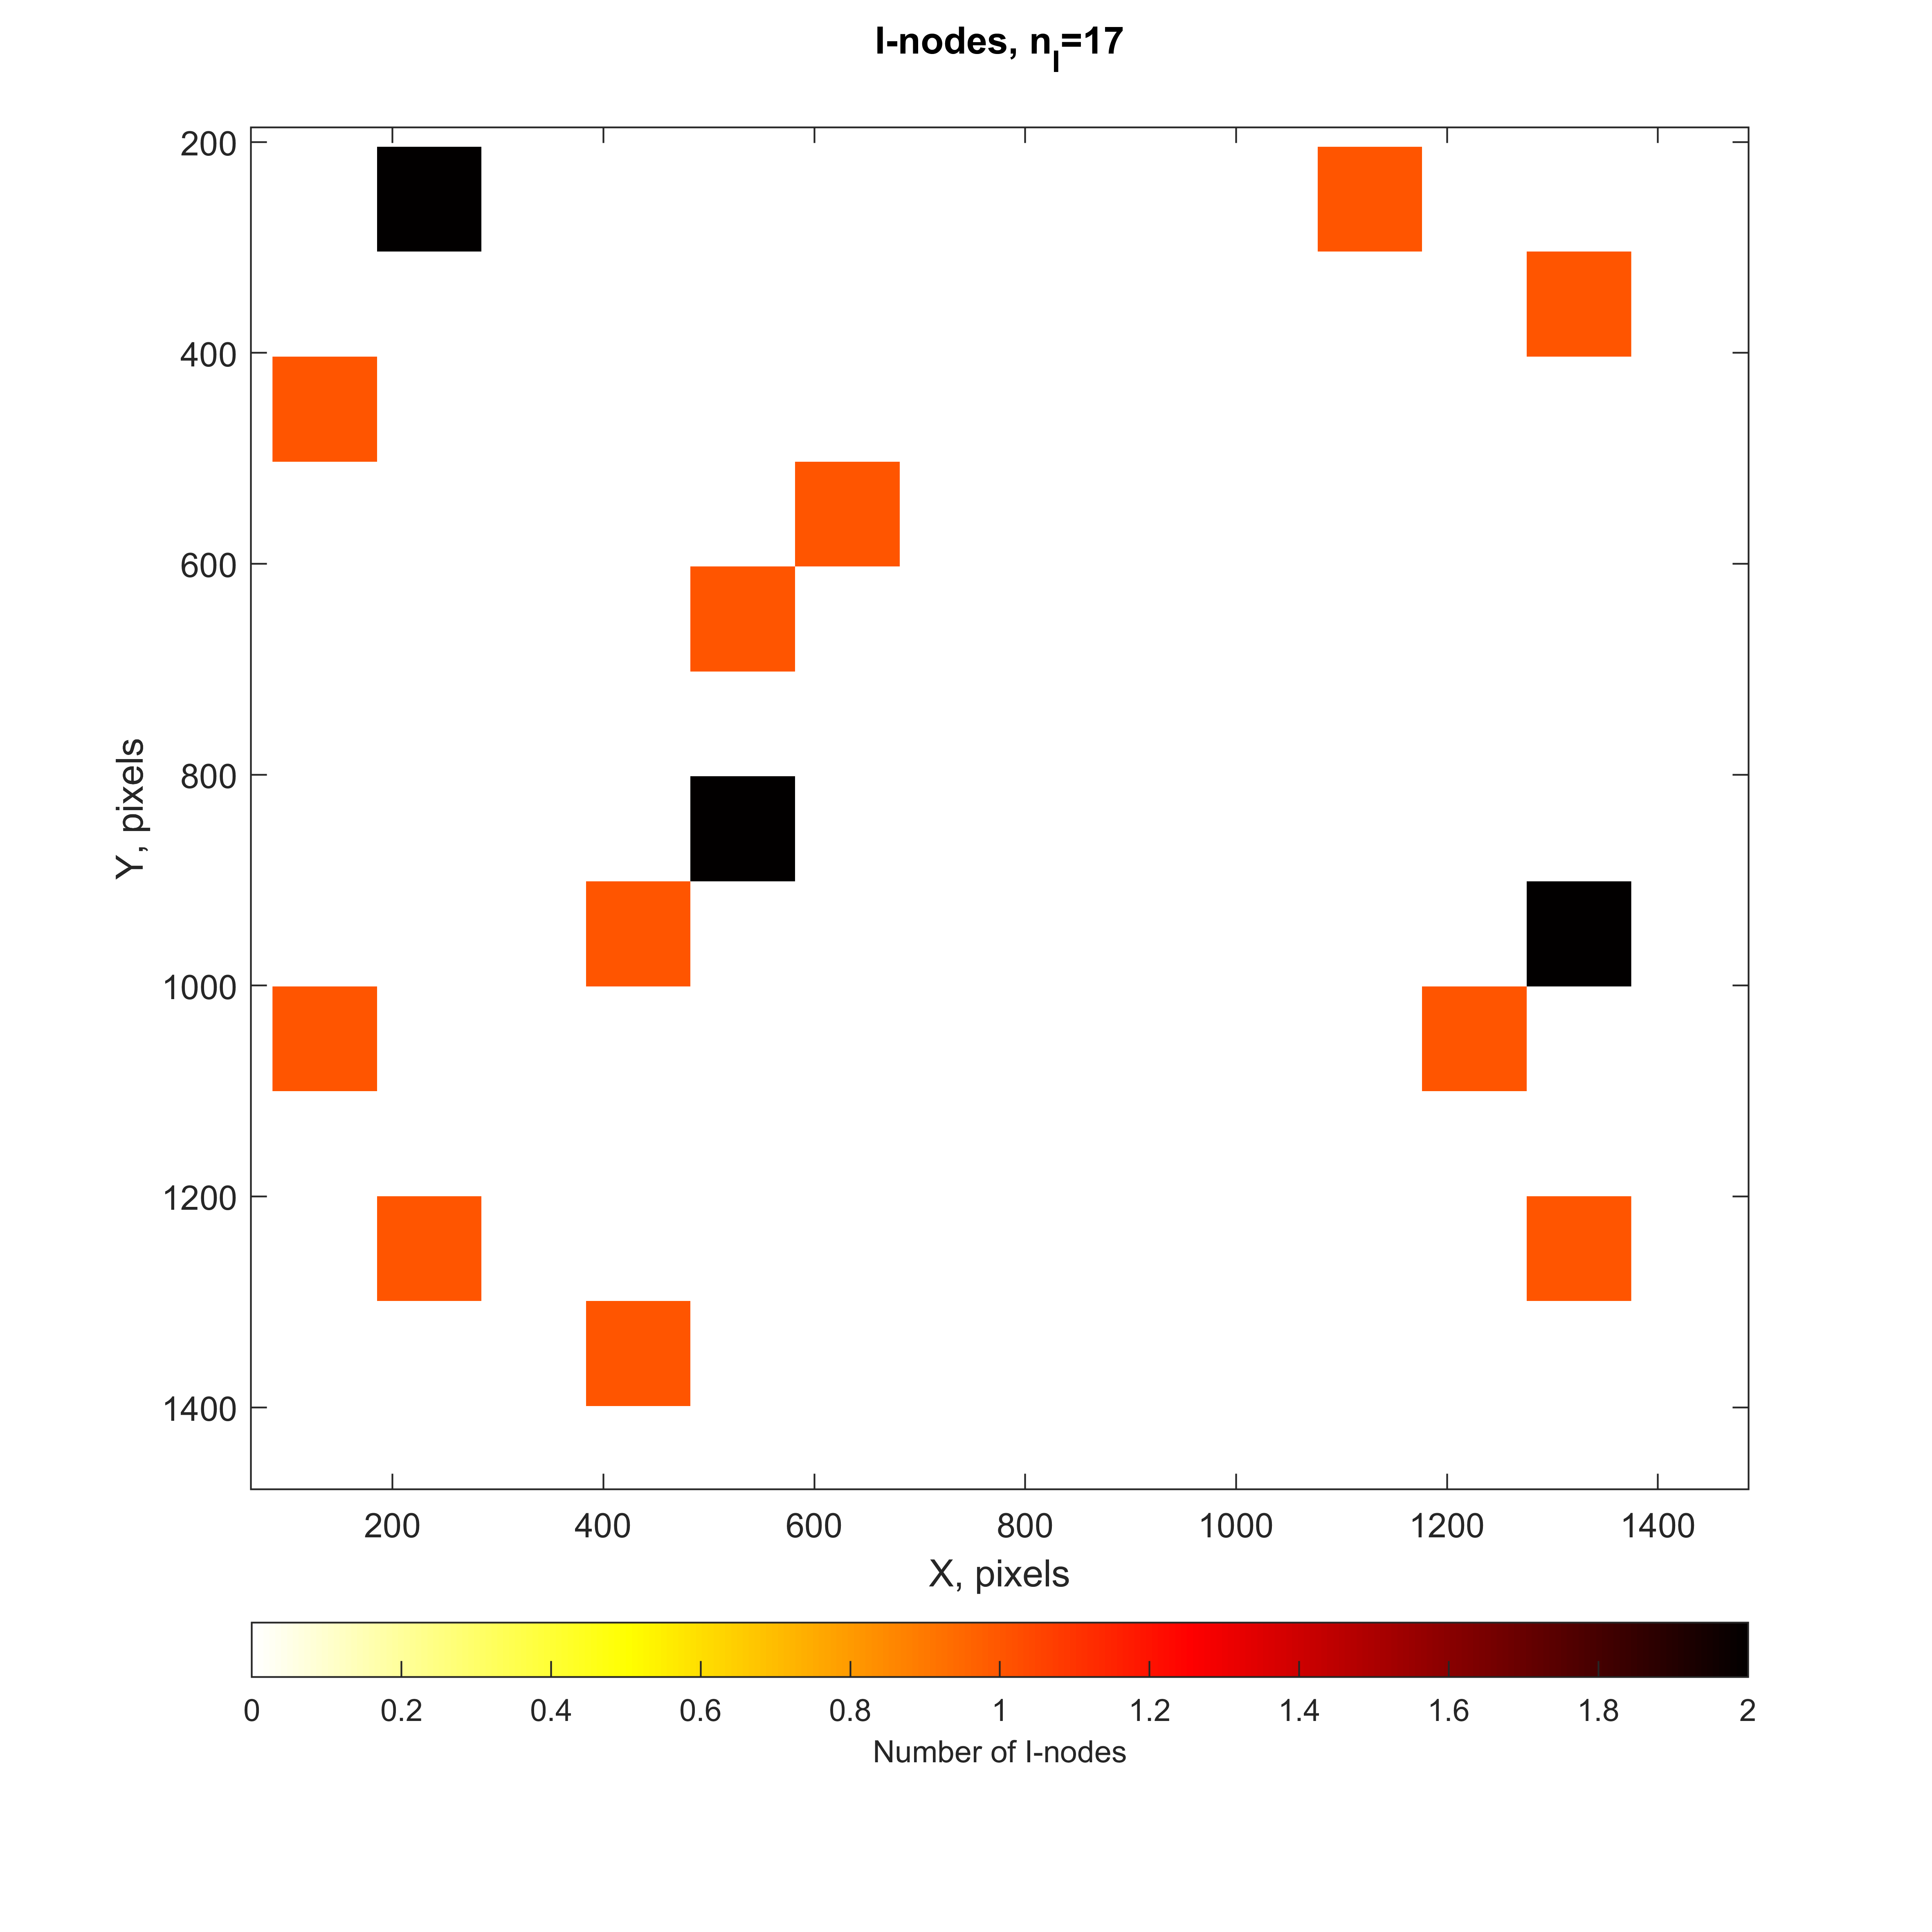 I-nodes, nI=17
200
400
600
800
1000
1200
1400
Y, pixels
200 400 600 800 1000 1200 1400
X, pixels
0 0.2 0.4 0.6 0.8 1 1.2 1.4 1.6 1.8 2
Number of I-nodes